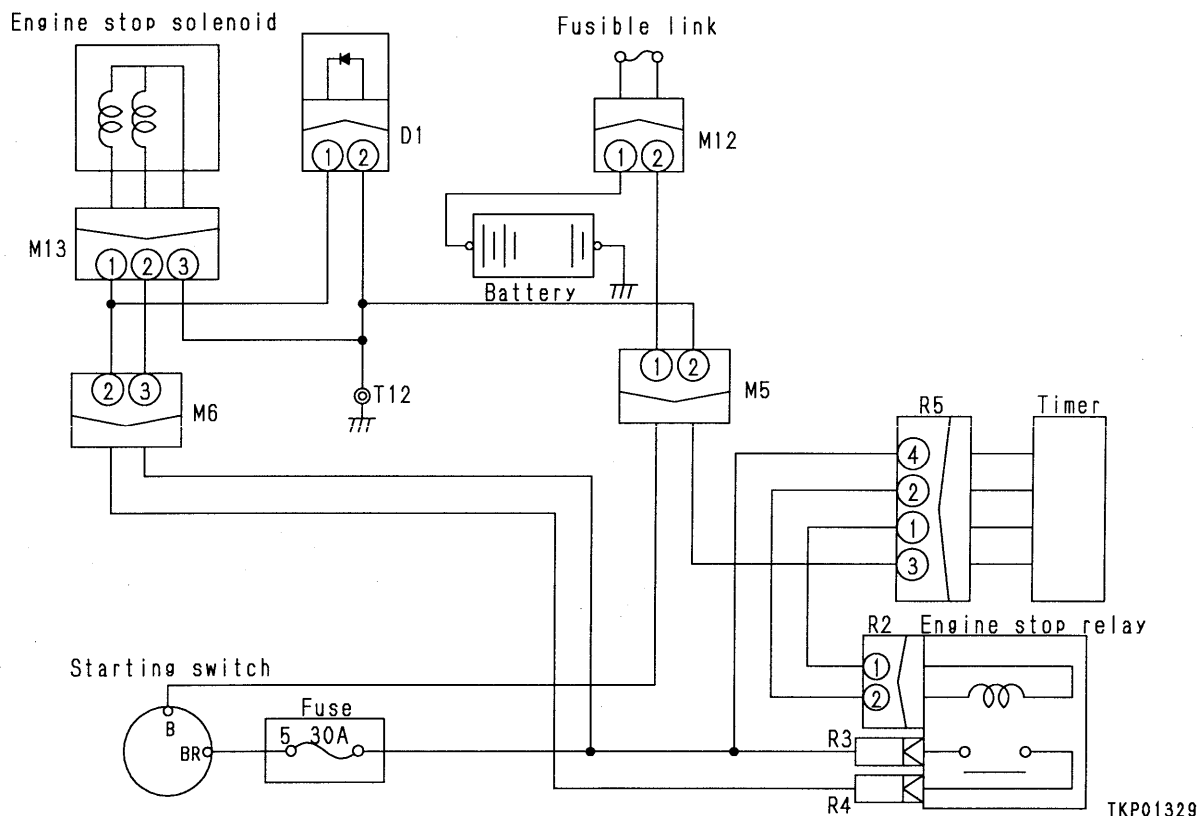 Engine stop solenoid
Fusible link
D1
1 2
M12
1 2
M13
1 2 3
Battery
2 3
M6
T12
1 2
M5
R5
Timer
4
2
1
3
R2
Engine stop relay
1
2
Starting switch
B
BR
Fuse
5 30A
R3
R4
TKP01329